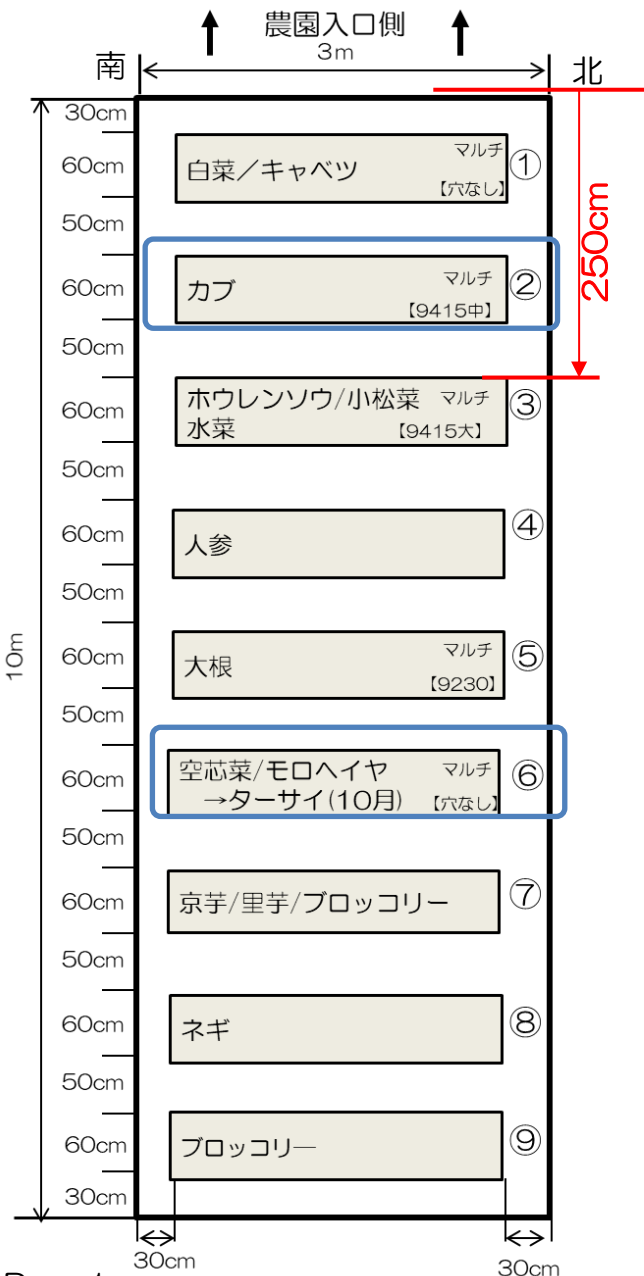 農園入口側
3m
南
北
30cm
60cm
白菜／キャベツ
マルチ
【穴なし】
①
50cm
250cm
60cm
カブ
マルチ
【9415中】
②
50cm
60cm
ホウレンソウ/小松菜 マルチ
水菜 【9415大】
③
50cm
60cm
人参
④
50cm
10m
60cm
大根
マルチ
【9230】
⑤
50cm
60cm
空芯菜/モロヘイヤ マルチ
→ターサイ(10月) 【穴なし】
⑥
50cm
60cm
京芋/里芋/ブロッコリー
⑦
50cm
60cm
ネギ
⑧
50cm
60cm
ブロッコリー
⑨
30cm
30cm
30cm